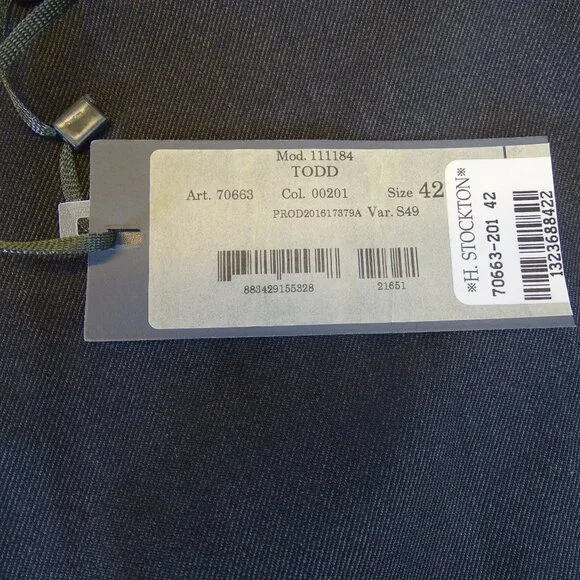 Mod. 111184
TODD
Art. 70663 Col. 00201 Size 42
PROD201617379A Var. S49
883429155328 21651
※H. STOCKTON※
70663-201 42
1323688422